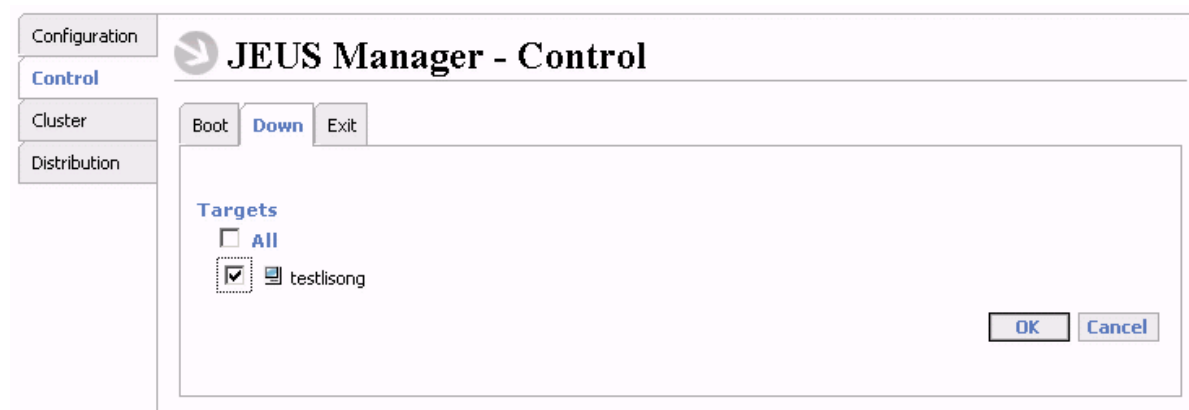 Configuration
Control
Cluster
Distribution
JEUS Manager - Control
Boot Down Exit
Targets
All
testlisong
OK Cancel